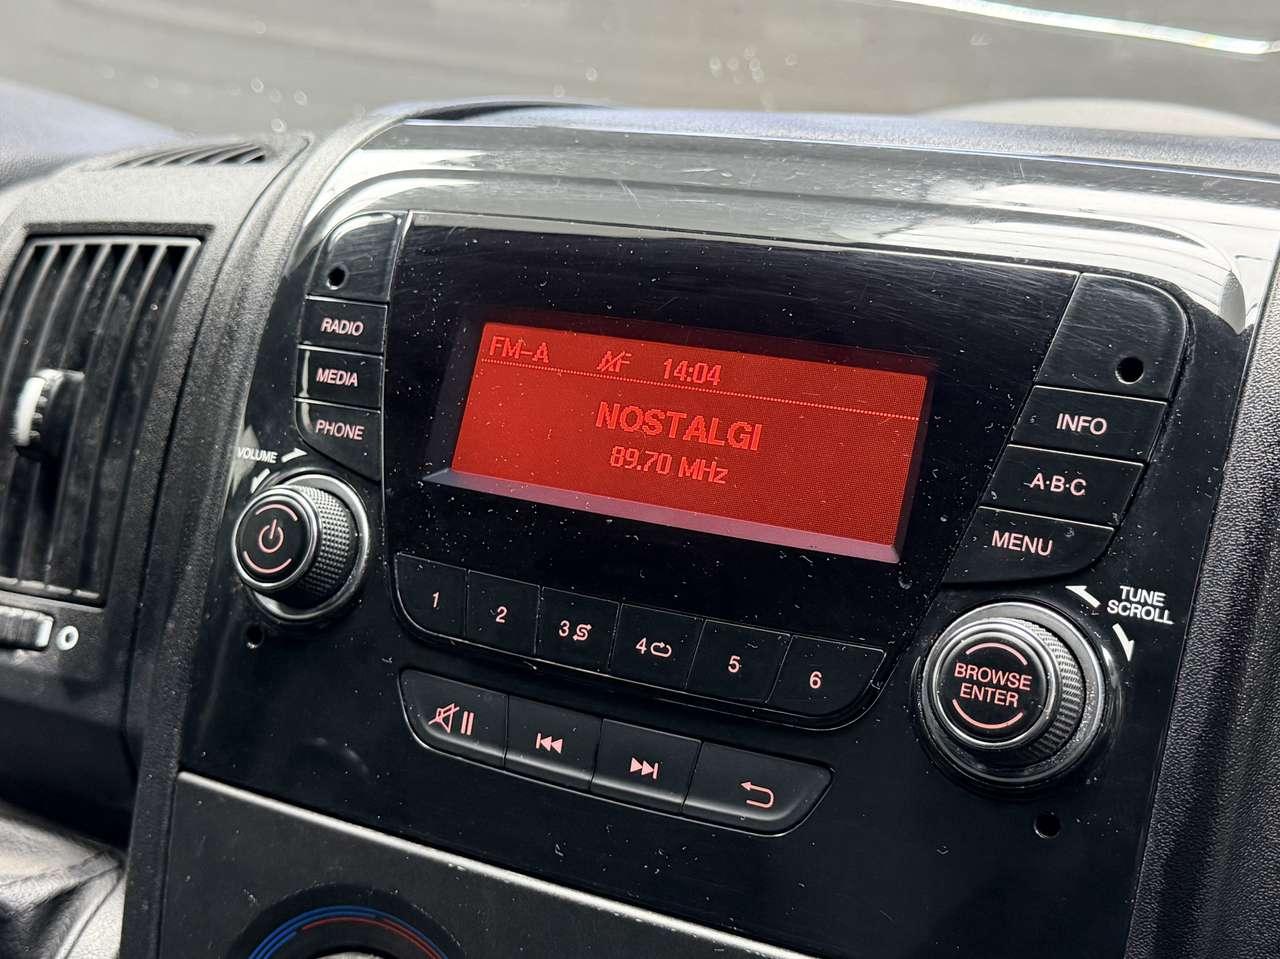 RADIO
MEDIA
PHONE
VOLUME
FM-A AF 14:04
NOSTALGI
89.70 MHz
INFO
A·B·C
MENU
TUNE
SCROLL
BROWSE
ENTER
1 2 3 4 5 6